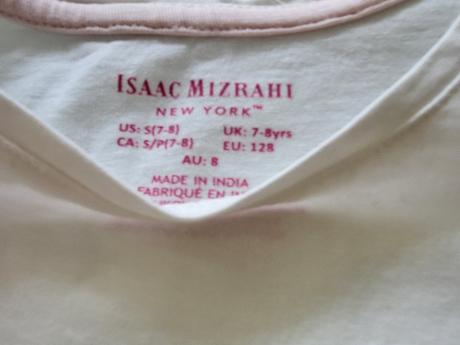 ISAAC MIZRAHI
NEW YORK™
US: S(7-8) UK: 7-8yrs
CA: S/P(7-8) EU: 128
AU: 8
MADE IN INDIA
FABRIQUÉ EN